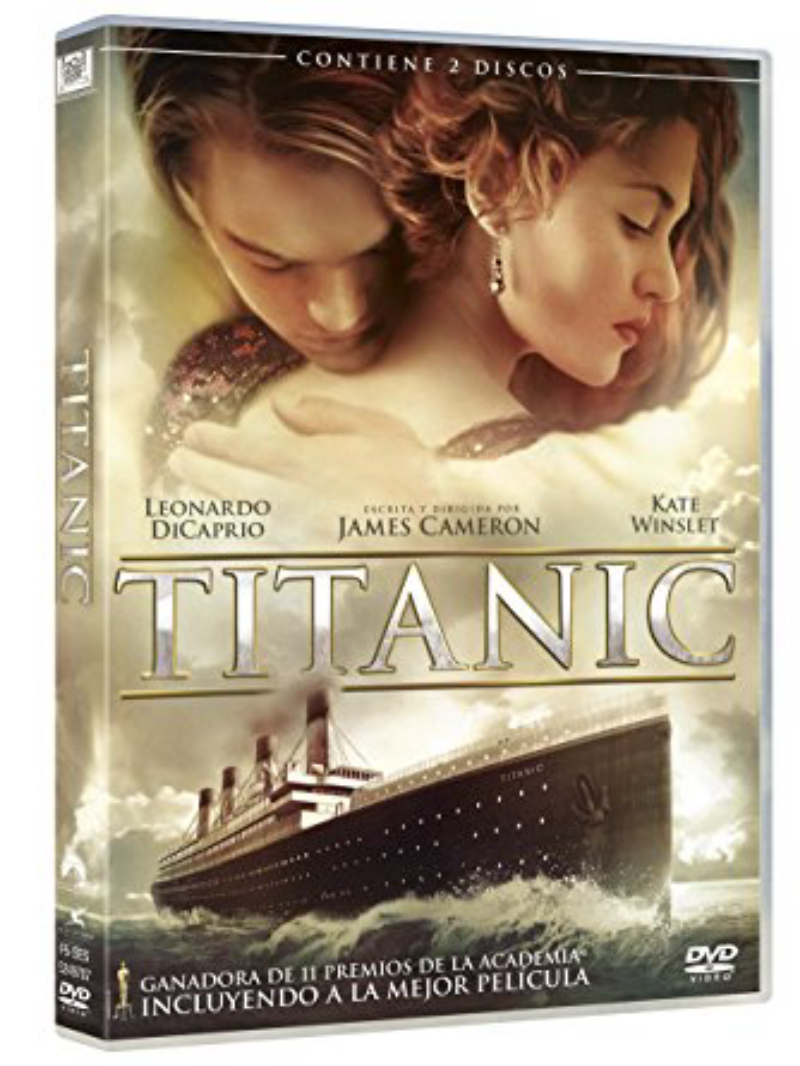 CONTIENE 2 DISCOS
LEONARDO
DICAPRIO
ESCRITA Y DIRIGIDA POR
JAMES CAMERON
KATE
WINSLET
TITANIC
TITANIC
GANADORA DE 11 PREMIOS DE LA ACADEMIA
INCLUYENDO A LA MEJOR PELÍCULA
DVD
VIDEO
TITANIC
DVD